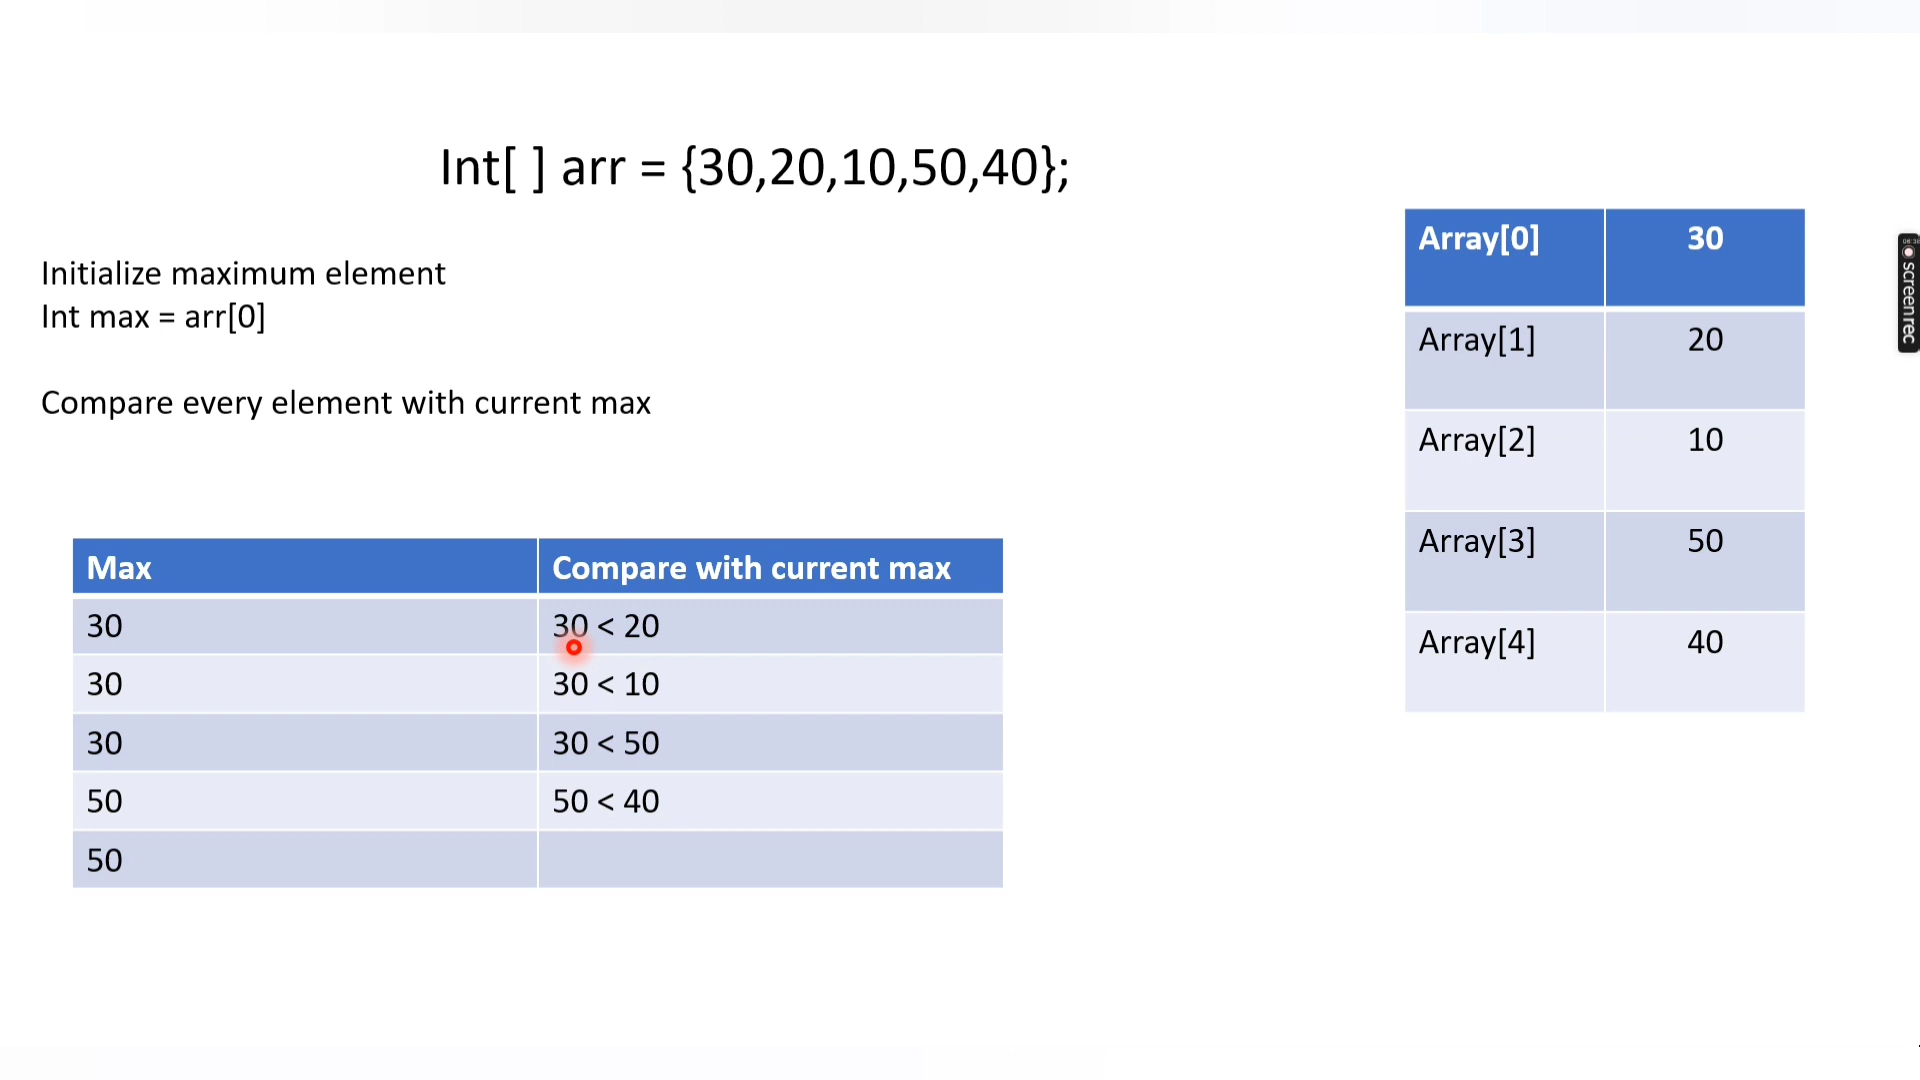 Int[ ] arr = {30,20,10,50,40};
Initialize maximum element
Int max = arr[0]
Compare every element with current max
Max Compare with current max
30 30 < 20
30 30 < 10
30 30 < 50
50 50 < 40
50
Array[0] 30
Array[1] 20
Array[2] 10
Array[3] 50
Array[4] 40
screenrec